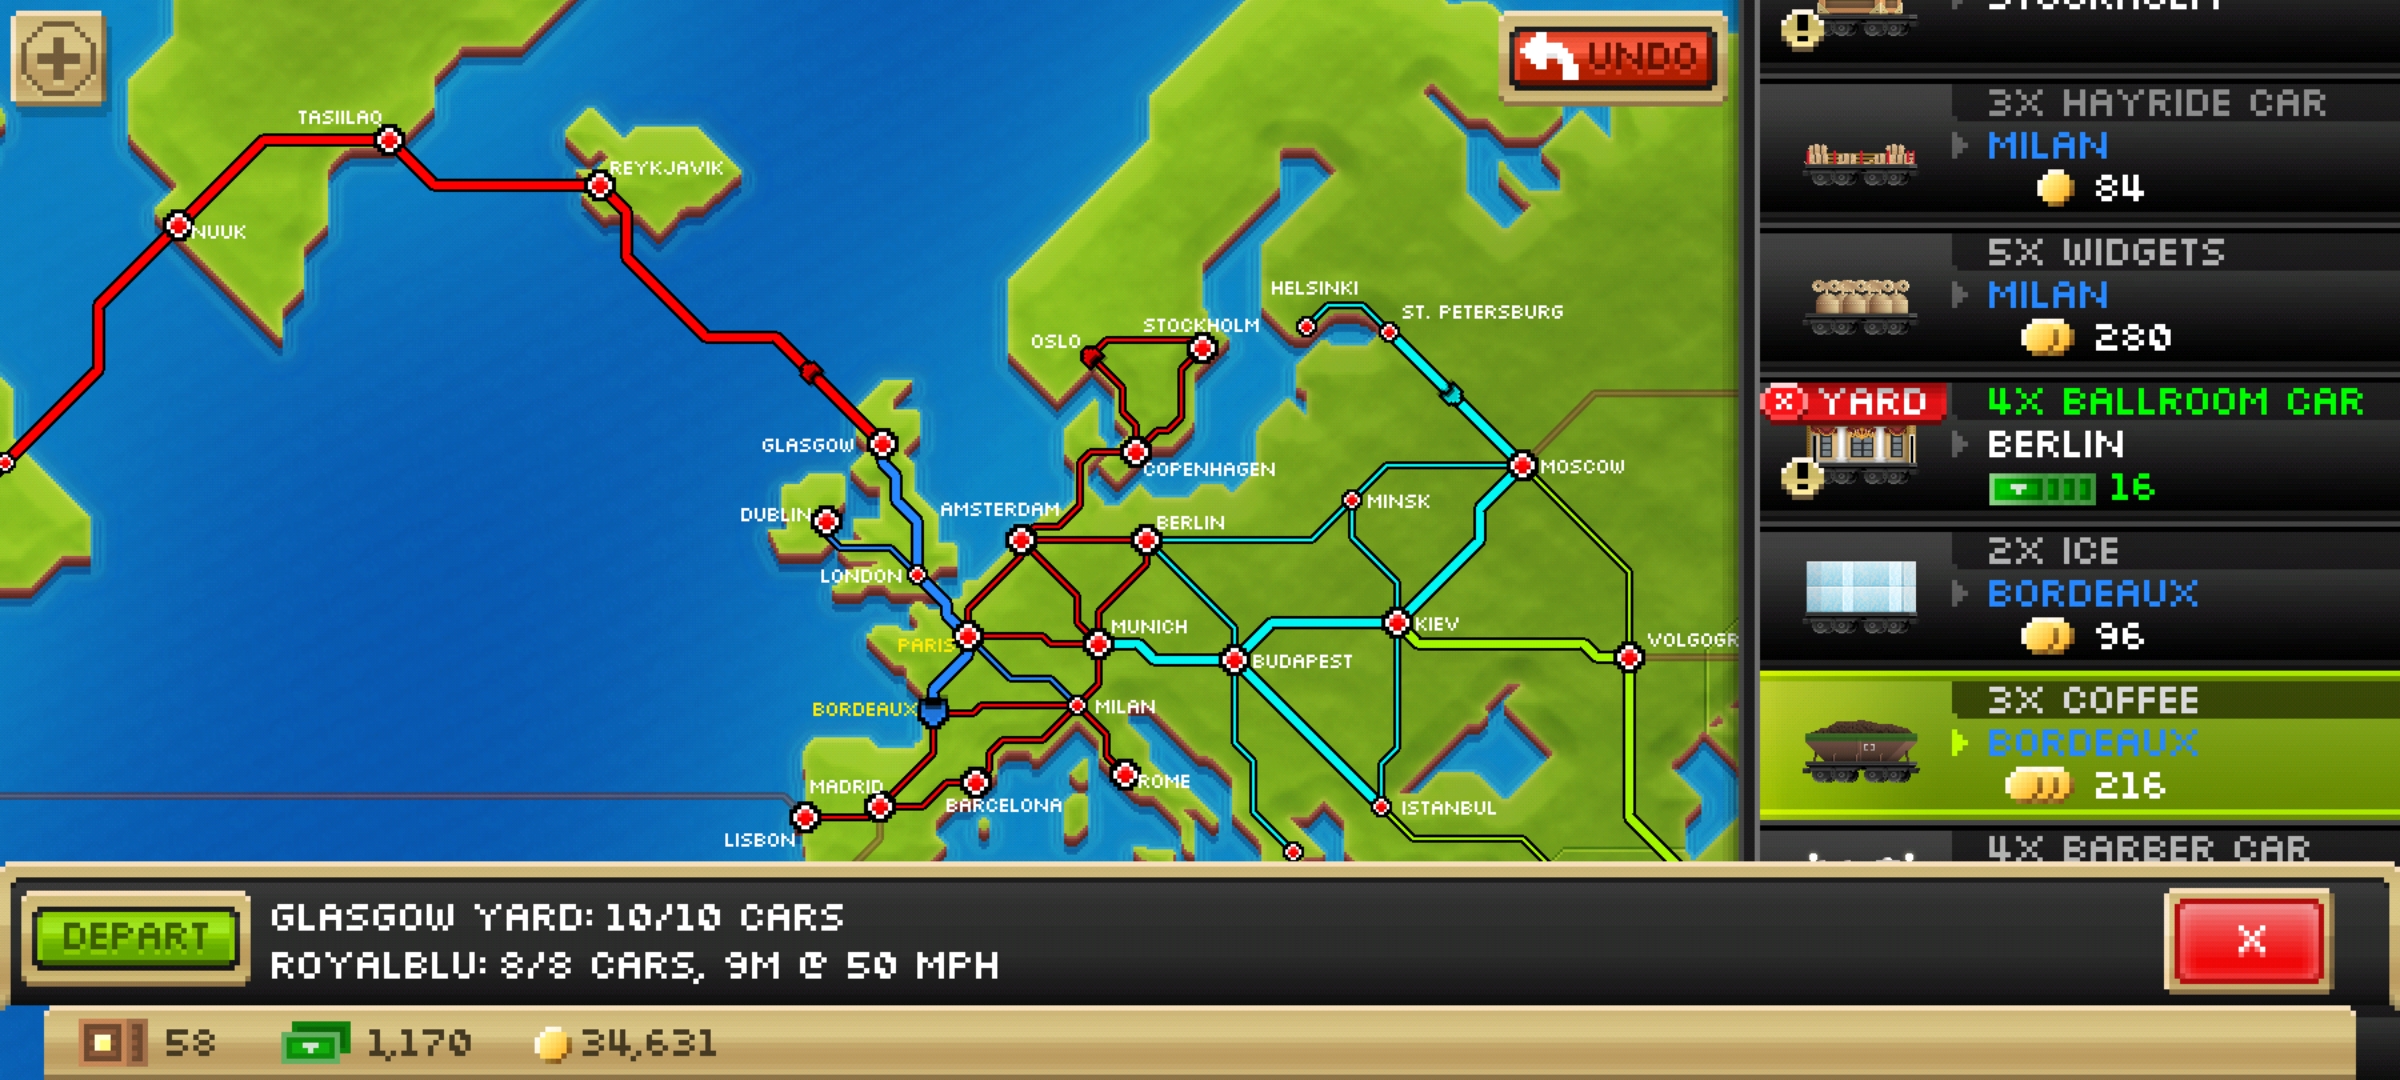 STOCKHOLM
UNDO
3X HAYRIDE CAR
MILAN
84
5X WIDGETS
MILAN
280
YARD
4X BALLROOM CAR
BERLIN
16
2X ICE
BORDEAUX
96
3X COFFEE
BORDEAUX
216
4X BARBER CAR
TASIILAQ
REYKJAVIK
NUUK
HELSINKI
ST. PETERSBURG
STOCKHOLM
OSLO
GLASGOW
COPENHAGEN
MOSCOW
MINSK
DUBLIN
AMSTERDAM
BERLIN
LONDON
MUNICH
KIEV
VOLGOGR
PARIS
BUDAPEST
BORDEAUX
MILAN
MADRID
ROME
BARCELONA
ISTANBUL
LISBON
DEPART
GLASGOW YARD: 10/10 CARS
ROYALBLU: 8/8 CARS, 9M @ 50 MPH
X
58
1,170
34,631